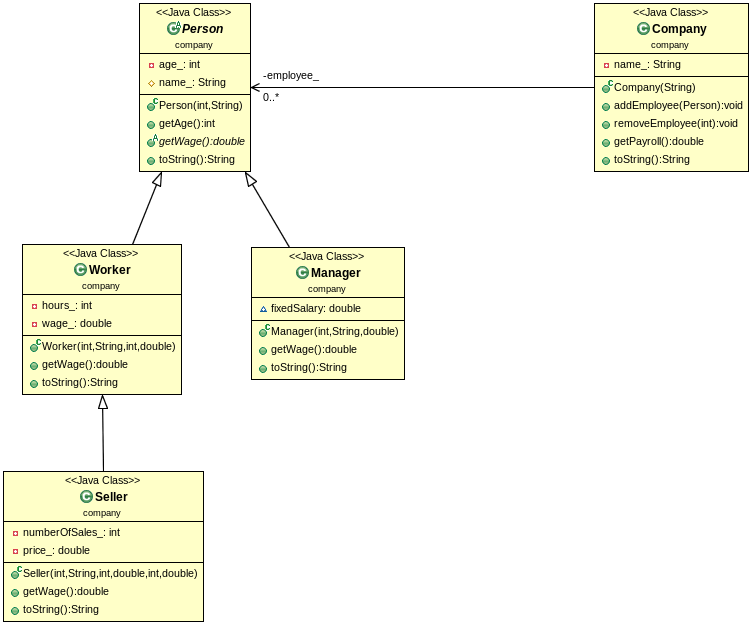 <<Java Class>>
Person
company
age_: int
name_: String
Person(int,String)
getAge():int
getWage():double
toString():String
-employee_
0..*
<<Java Class>>
Company
company
name_: String
Company(String)
addEmployee(Person):void
removeEmployee(int):void
getPayroll():double
toString():String
<<Java Class>>
Worker
company
hours_: int
wage_: double
Worker(int,String,int,double)
getWage():double
toString():String
<<Java Class>>
Manager
company
fixedSalary: double
Manager(int,String,double)
getWage():double
toString():String
<<Java Class>>
Seller
company
numberOfSales_: int
price_: double
Seller(int,String,int,double,int,double)
getWage():double
toString():String